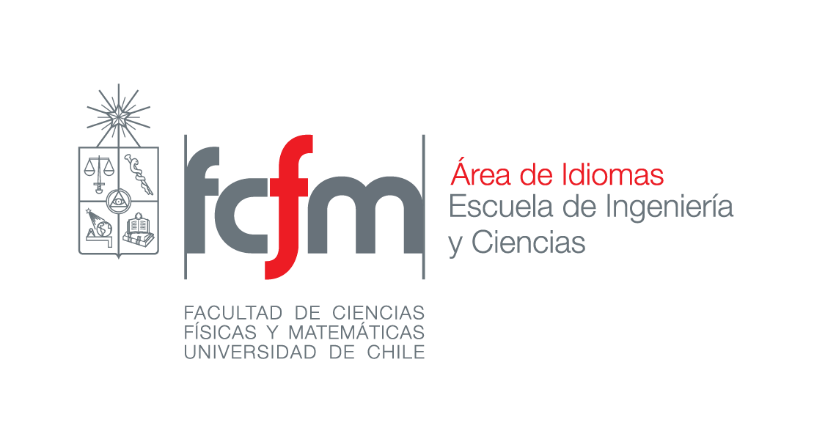 fcfm
Área de Idiomas
Escuela de Ingeniería
y Ciencias
FACULTAD DE CIENCIAS
FÍSICAS Y MATEMÁTICAS
UNIVERSIDAD DE CHILE